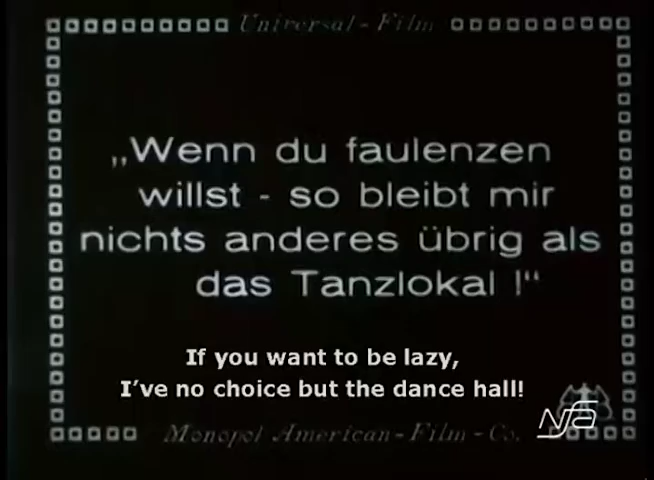 Universal-Film
„Wenn du faulenzen
willst - so bleibt mir
nichts anderes übrig als
das Tanzlokal !“
If you want to be lazy,
I've no choice but the dance hall!
Monopol American-Film-Co.
nfa